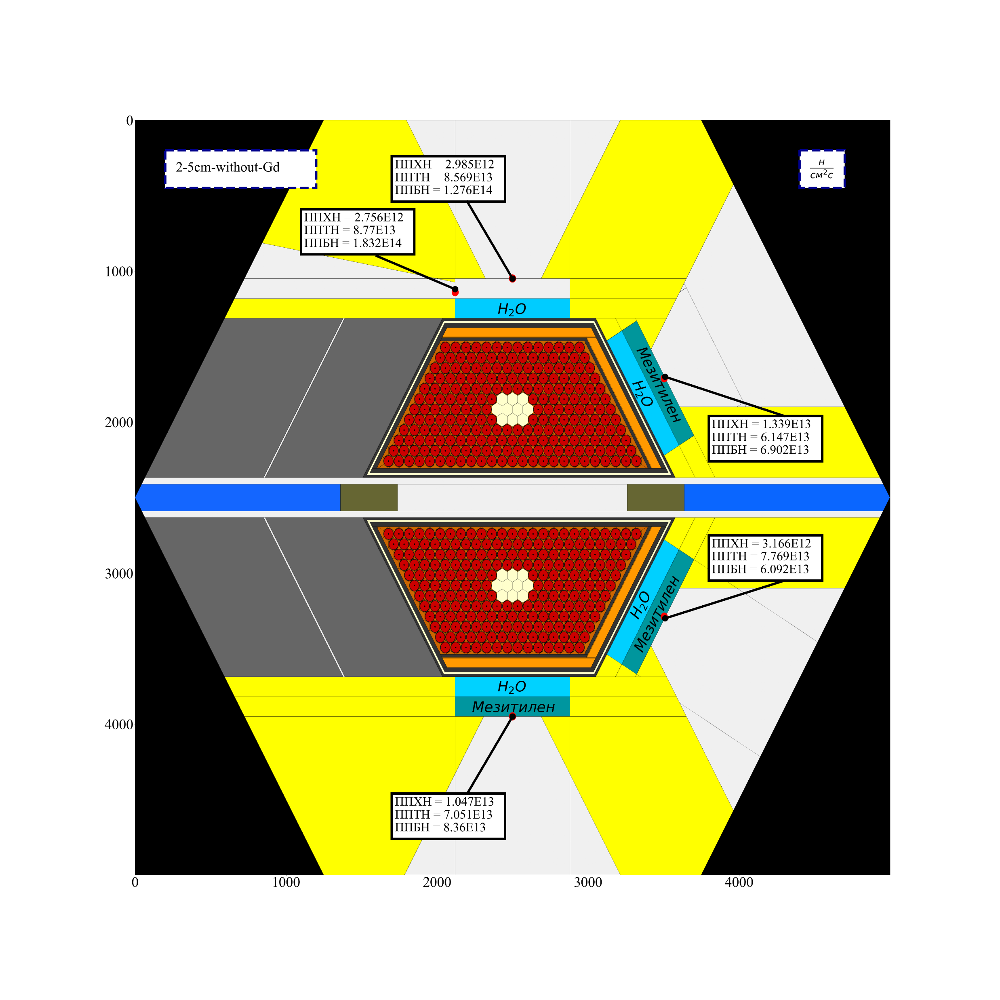 0
2-5cm-without-Gd
н
см²с
ППХН = 2.985E12
ППТН = 8.569E13
ППБН = 1.276E14
ППХН = 2.756E12
ППТН = 8.77E13
ППБН = 1.832E14
1000
H₂O
Мезитилен
H₂O
2000
ППХН = 1.339E13
ППТН = 6.147E13
ППБН = 6.902E13
3000
ППХН = 3.166E12
ППТН = 7.769E13
ППБН = 6.092E13
H₂O
Мезитилен
H₂O
Мезитилен
4000
ППХН = 1.047E13
ППТН = 7.051E13
ППБН = 8.36E13
0 1000 2000 3000 4000